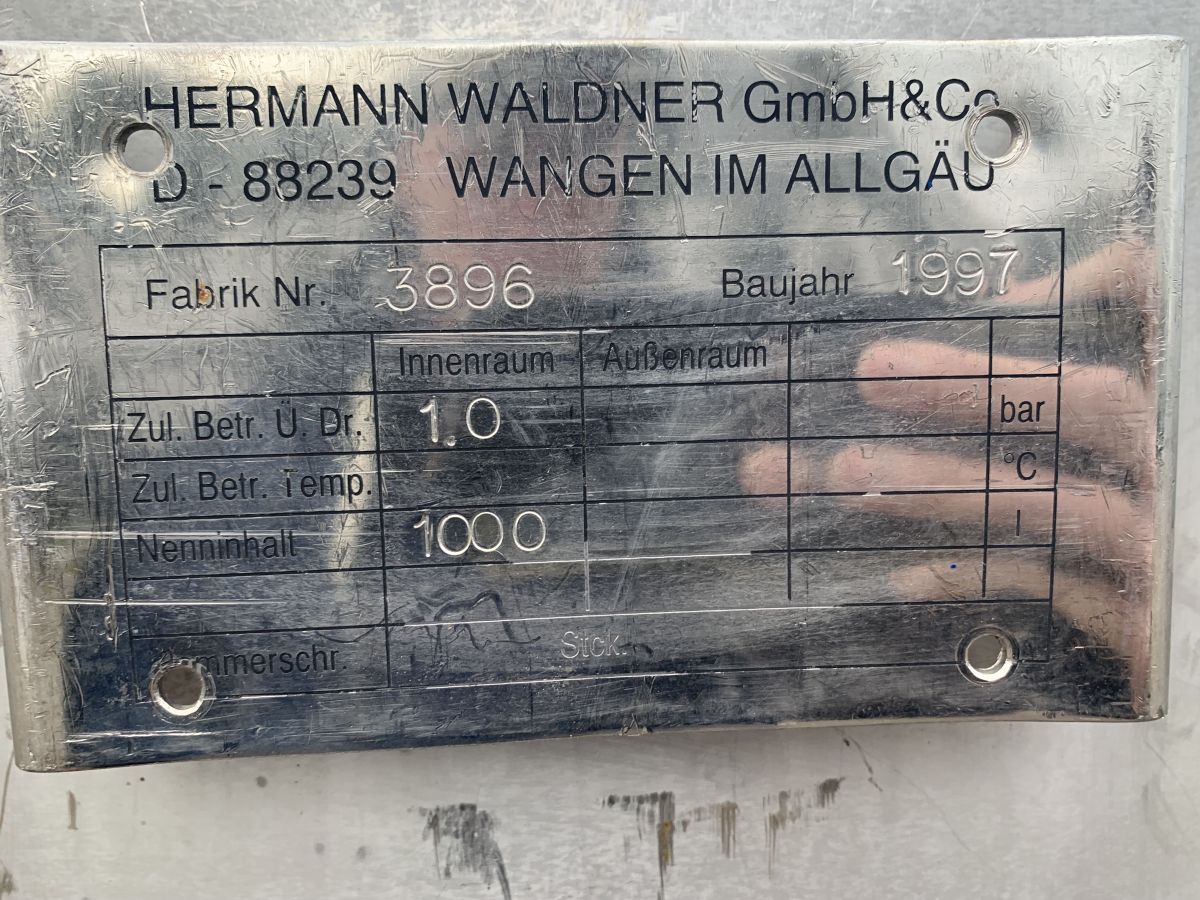 HERMANN WALDNER GmbH&Co
D - 88239 WANGEN IM ALLGÄU
Fabrik Nr. 3896 Baujahr 1997
Innenraum Außenraum
Zul. Betr. Ü. Dr. 1.0 bar
Zul. Betr. Temp. °C
Nenninhalt 1000 l
Stck.